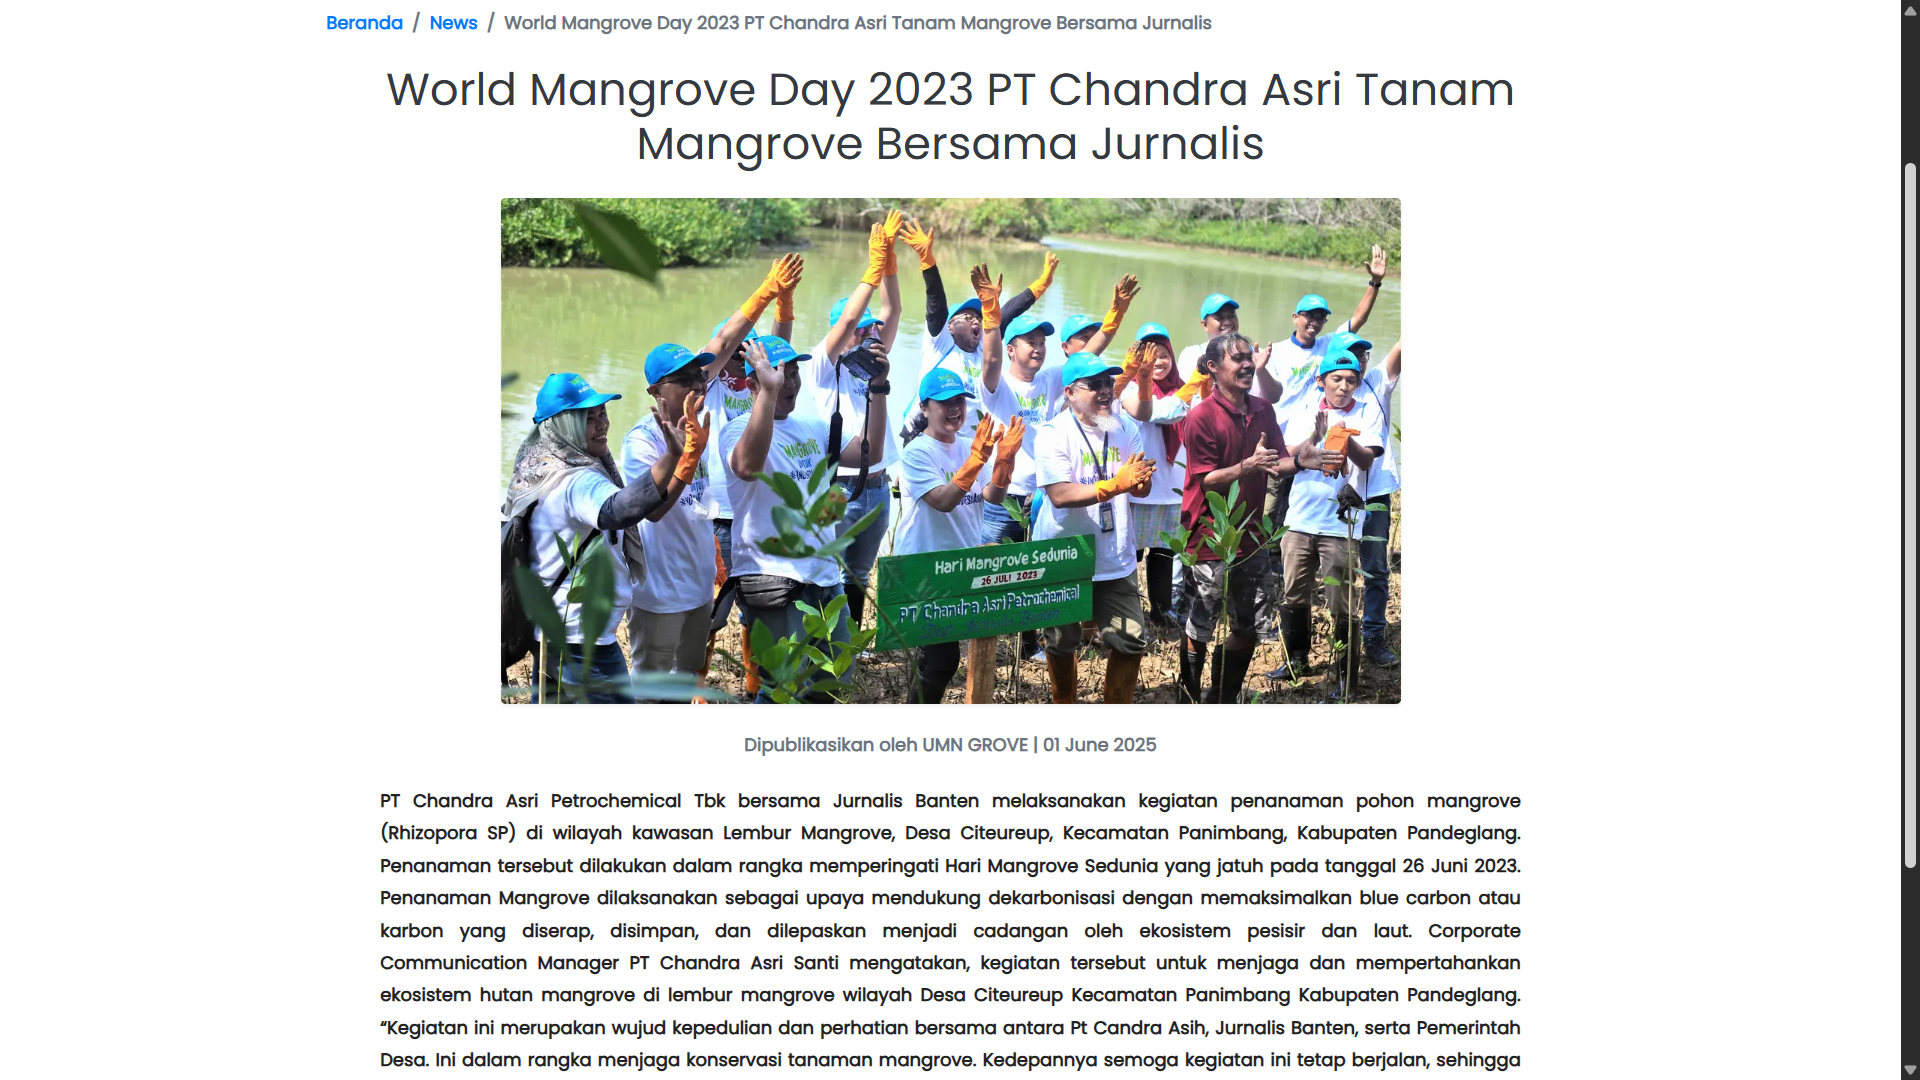 Beranda / News / World Mangrove Day 2023 PT Chandra Asri Tanam Mangrove Bersama Jurnalis
World Mangrove Day 2023 PT Chandra Asri Tanam
Mangrove Bersama Jurnalis
Hari Mangrove Sedunia
26 JULI 2023
PT Chandra Asri Petrochemical
Dipublikasikan oleh UMN GROVE | 01 June 2025
PT Chandra Asri Petrochemical Tbk bersama Jurnalis Banten melaksanakan kegiatan penanaman pohon mangrove
(Rhizopora SP) di wilayah kawasan Lembur Mangrove, Desa Citeureup, Kecamatan Panimbang, Kabupaten Pandeglang.
Penanaman tersebut dilakukan dalam rangka memperingati Hari Mangrove Sedunia yang jatuh pada tanggal 26 Juni 2023.
Penanaman Mangrove dilaksanakan sebagai upaya mendukung dekarbonisasi dengan memaksimalkan blue carbon atau
karbon yang diserap, disimpan, dan dilepaskan menjadi cadangan oleh ekosistem pesisir dan laut. Corporate
Communication Manager PT Chandra Asri Santi mengatakan, kegiatan tersebut untuk menjaga dan mempertahankan
ekosistem hutan mangrove di lembur mangrove wilayah Desa Citeureup Kecamatan Panimbang Kabupaten Pandeglang.
“Kegiatan ini merupakan wujud kepedulian dan perhatian bersama antara Pt Candra Asih, Jurnalis Banten, serta Pemerintah
Desa. Ini dalam rangka menjaga konservasi tanaman mangrove. Kedepannya semoga kegiatan ini tetap berjalan, sehingga